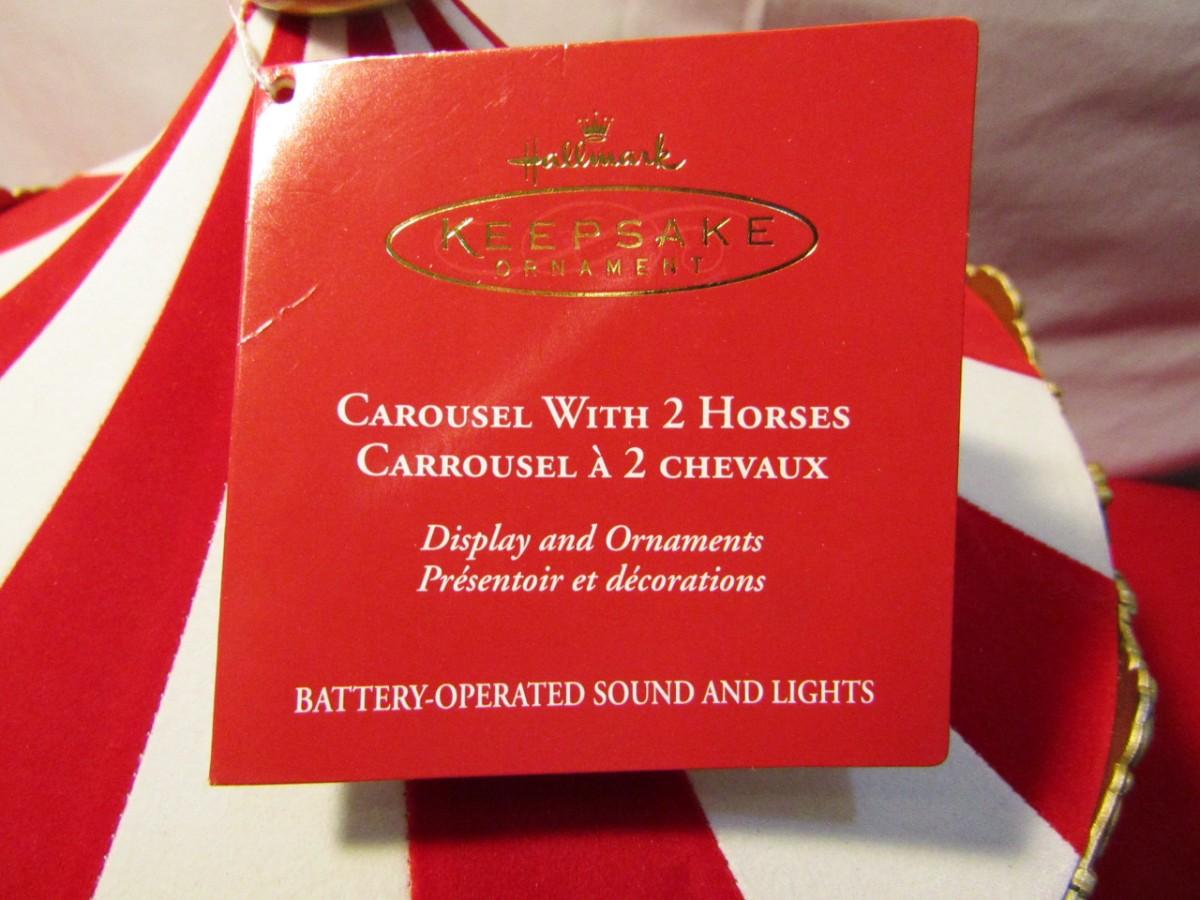 Hallmark
KEEPSAKE
ORNAMENT
CAROUSEL WITH 2 HORSES
CARROUSEL À 2 CHEVAUX
Display and Ornaments
Présentoir et décorations
BATTERY-OPERATED SOUND AND LIGHTS